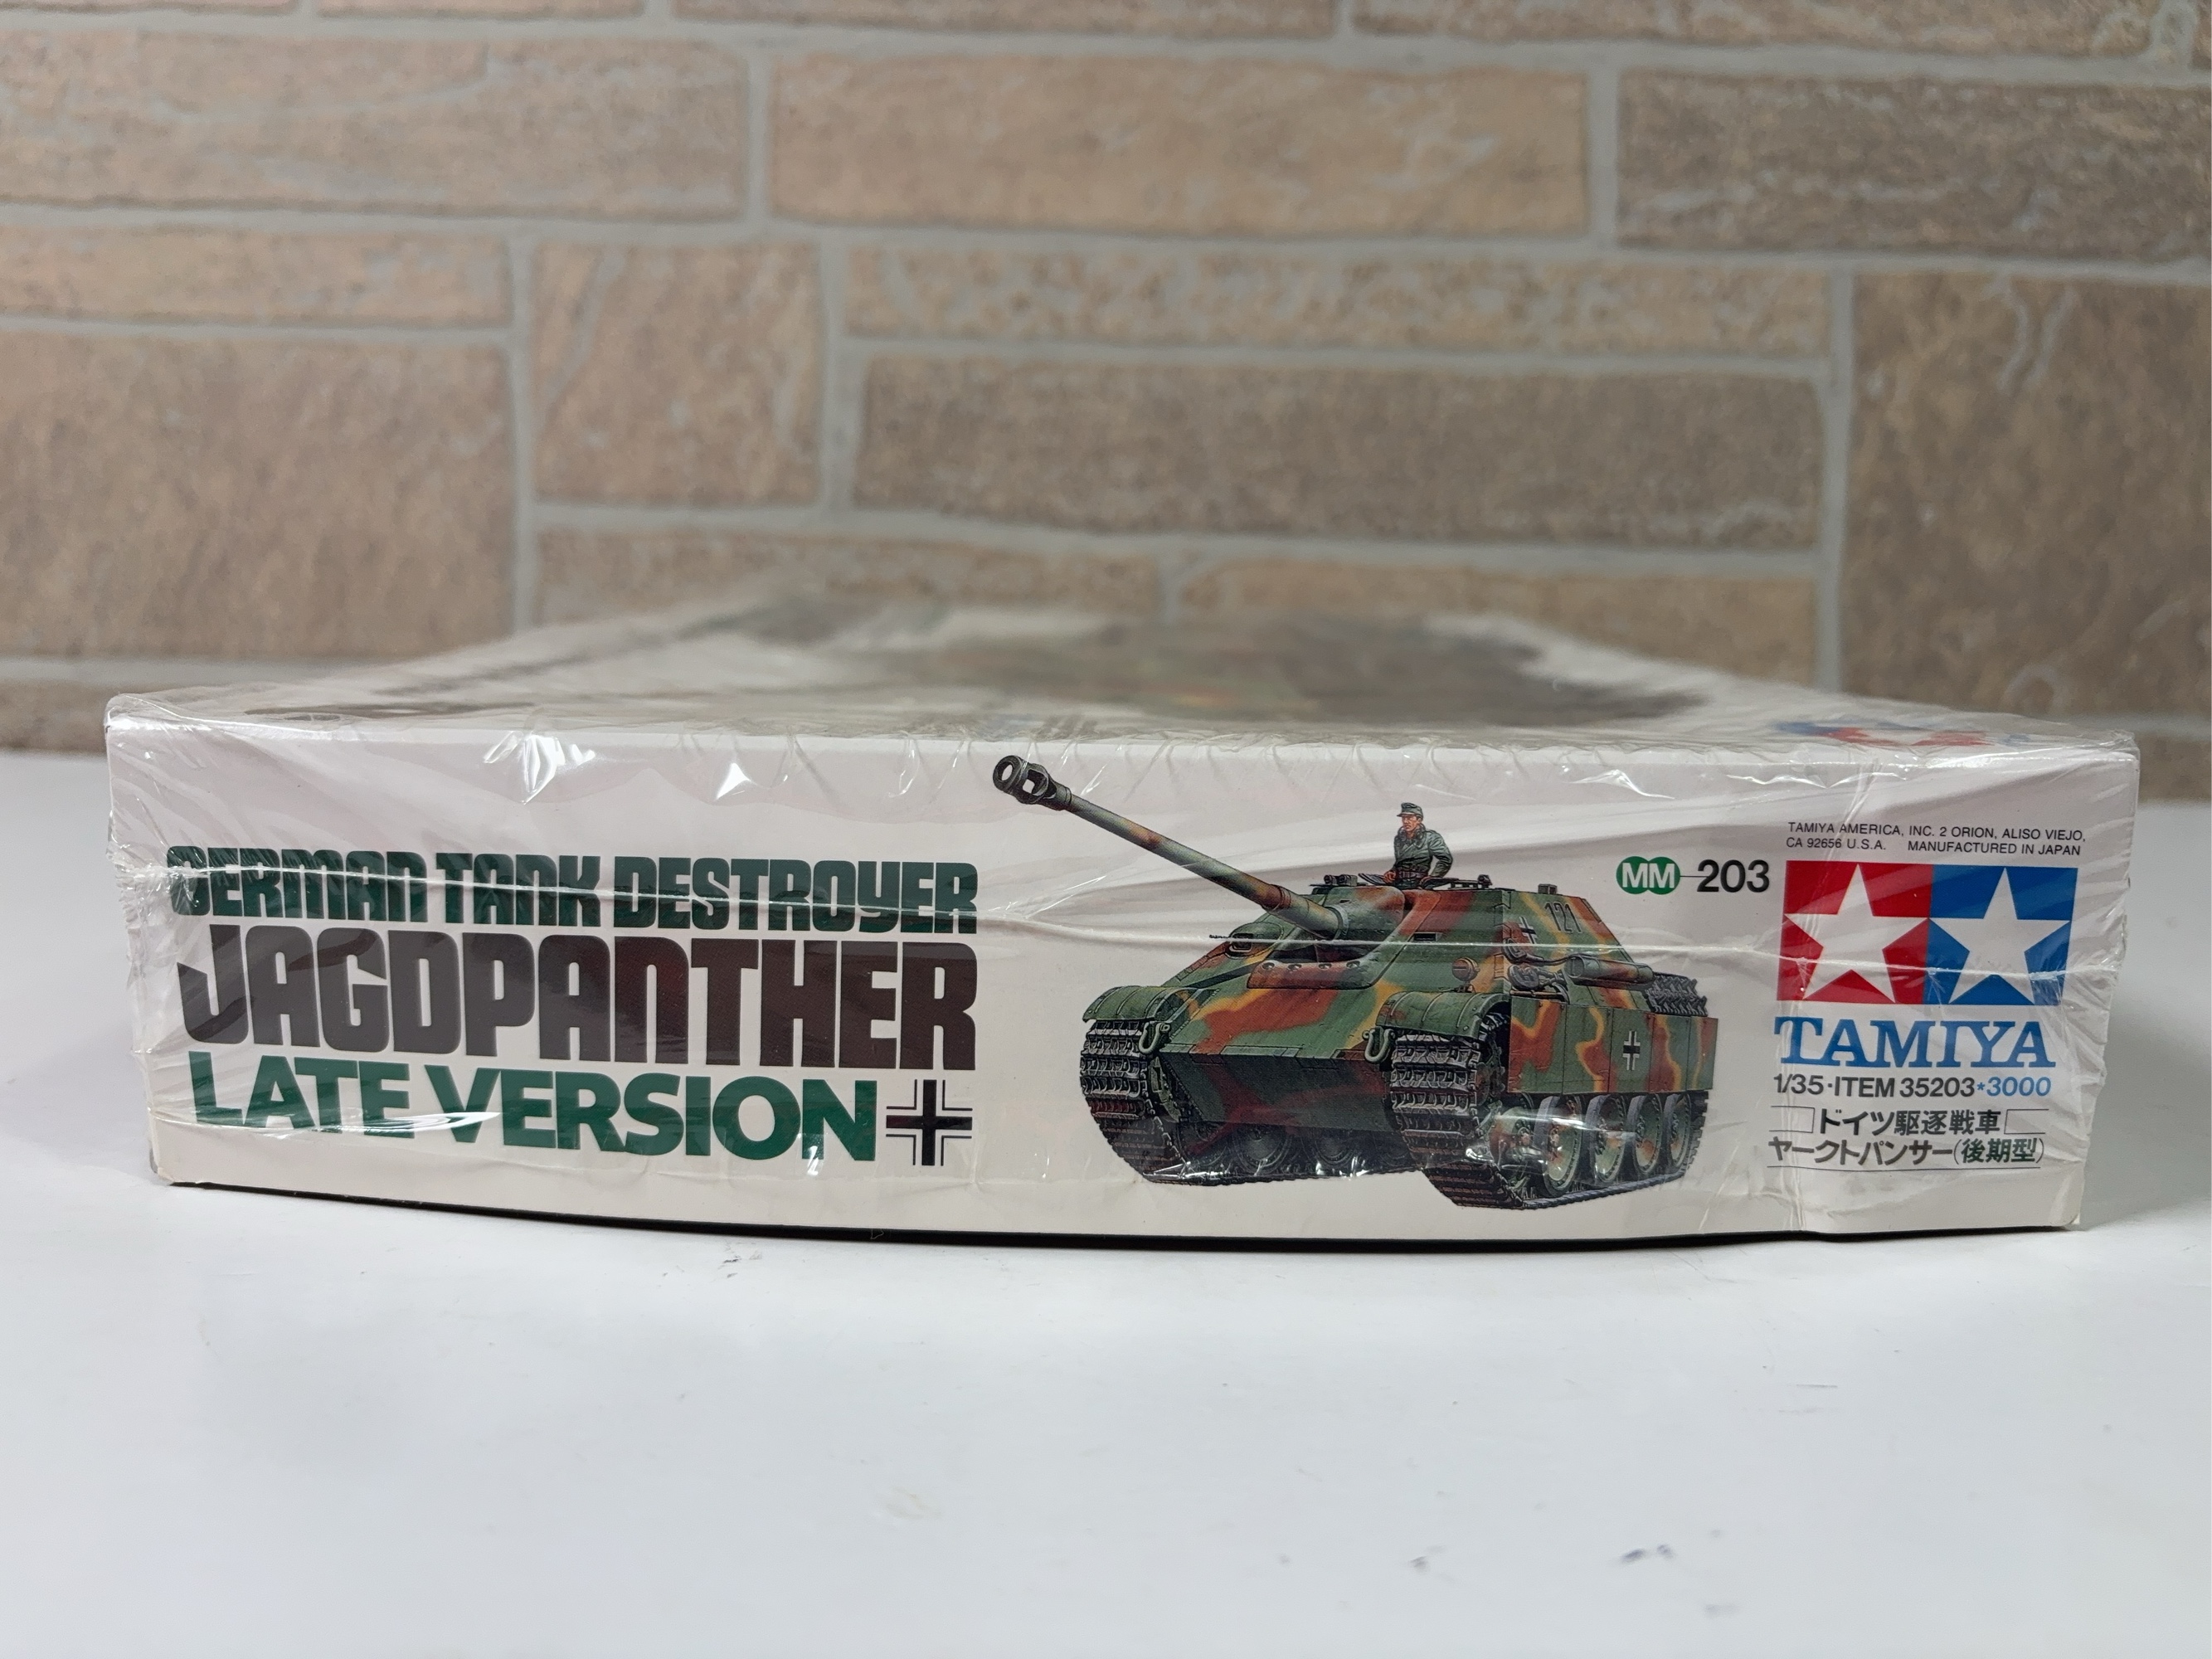 GERMAN TANK DESTROYER
JAGDPANTHER
LATE VERSION
121
MM 203
TAMIYA AMERICA, INC. 2 ORION, ALISO VIEJO,
CA 92656 U.S.A. MANUFACTURED IN JAPAN
TAMIYA
1/35·ITEM 35203★3000
ドイツ駆逐戦車
ヤークトパンサー(後期型)